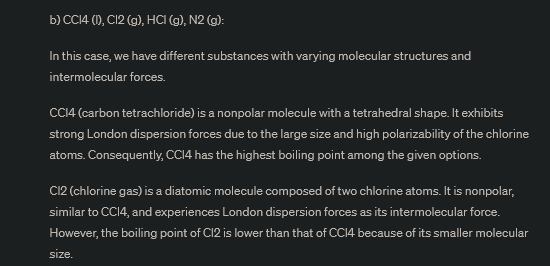 b) CCl4 (l), Cl2 (g), HCl (g), N2 (g):
In this case, we have different substances with varying molecular structures and
intermolecular forces.
CCl4 (carbon tetrachloride) is a nonpolar molecule with a tetrahedral shape. It exhibits
strong London dispersion forces due to the large size and high polarizability of the chlorine
atoms. Consequently, CCl4 has the highest boiling point among the given options.
Cl2 (chlorine gas) is a diatomic molecule composed of two chlorine atoms. It is nonpolar,
similar to CCl4, and experiences London dispersion forces as its intermolecular force.
However, the boiling point of Cl2 is lower than that of CCl4 because of its smaller molecular
size.